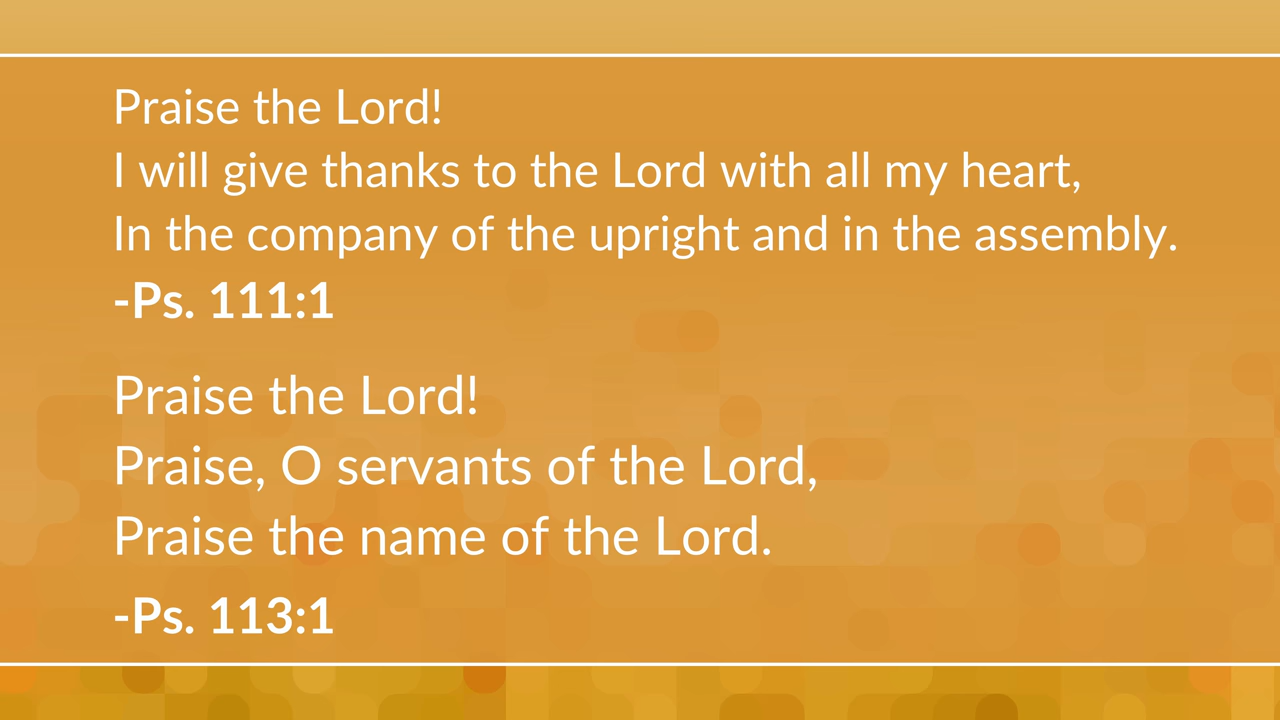 Praise the Lord!
I will give thanks to the Lord with all my heart,
In the company of the upright and in the assembly.
-Ps. 111:1
Praise the Lord!
Praise, O servants of the Lord,
Praise the name of the Lord.
-Ps. 113:1